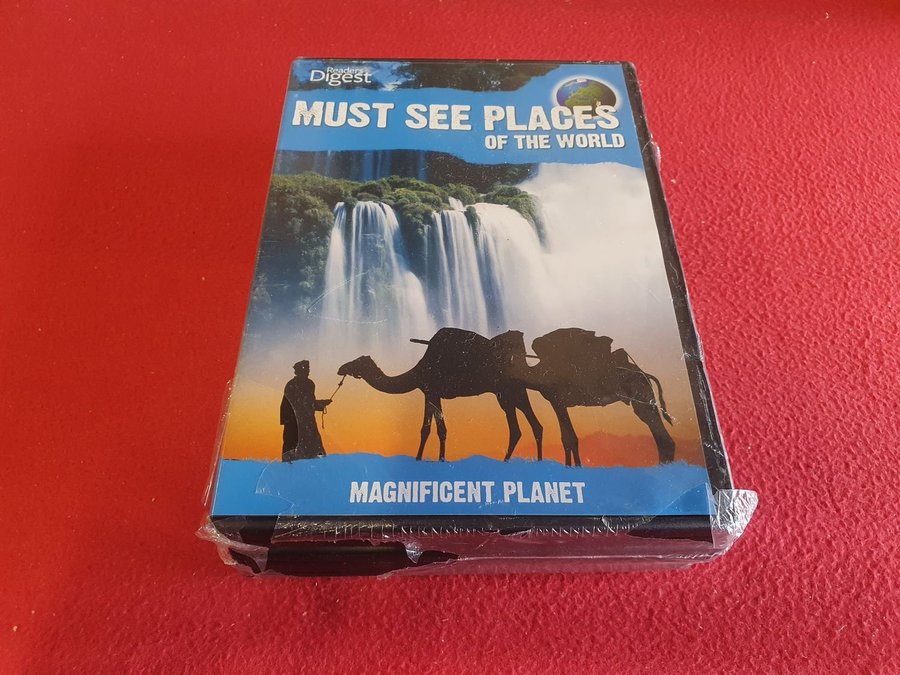 Reader's
Digest
MUST SEE PLACES
OF THE WORLD
MAGNIFICENT PLANET